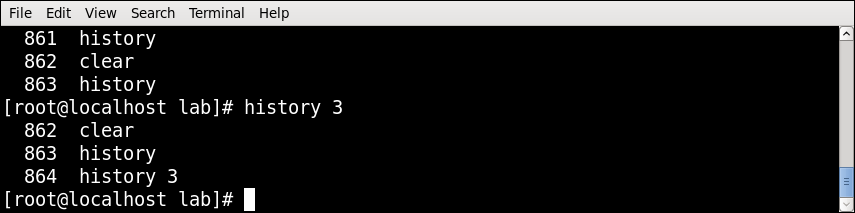 File Edit View Search Terminal Help
861 history
862 clear
863 history
[root@localhost lab]# history 3
862 clear
863 history
864 history 3
[root@localhost lab]#